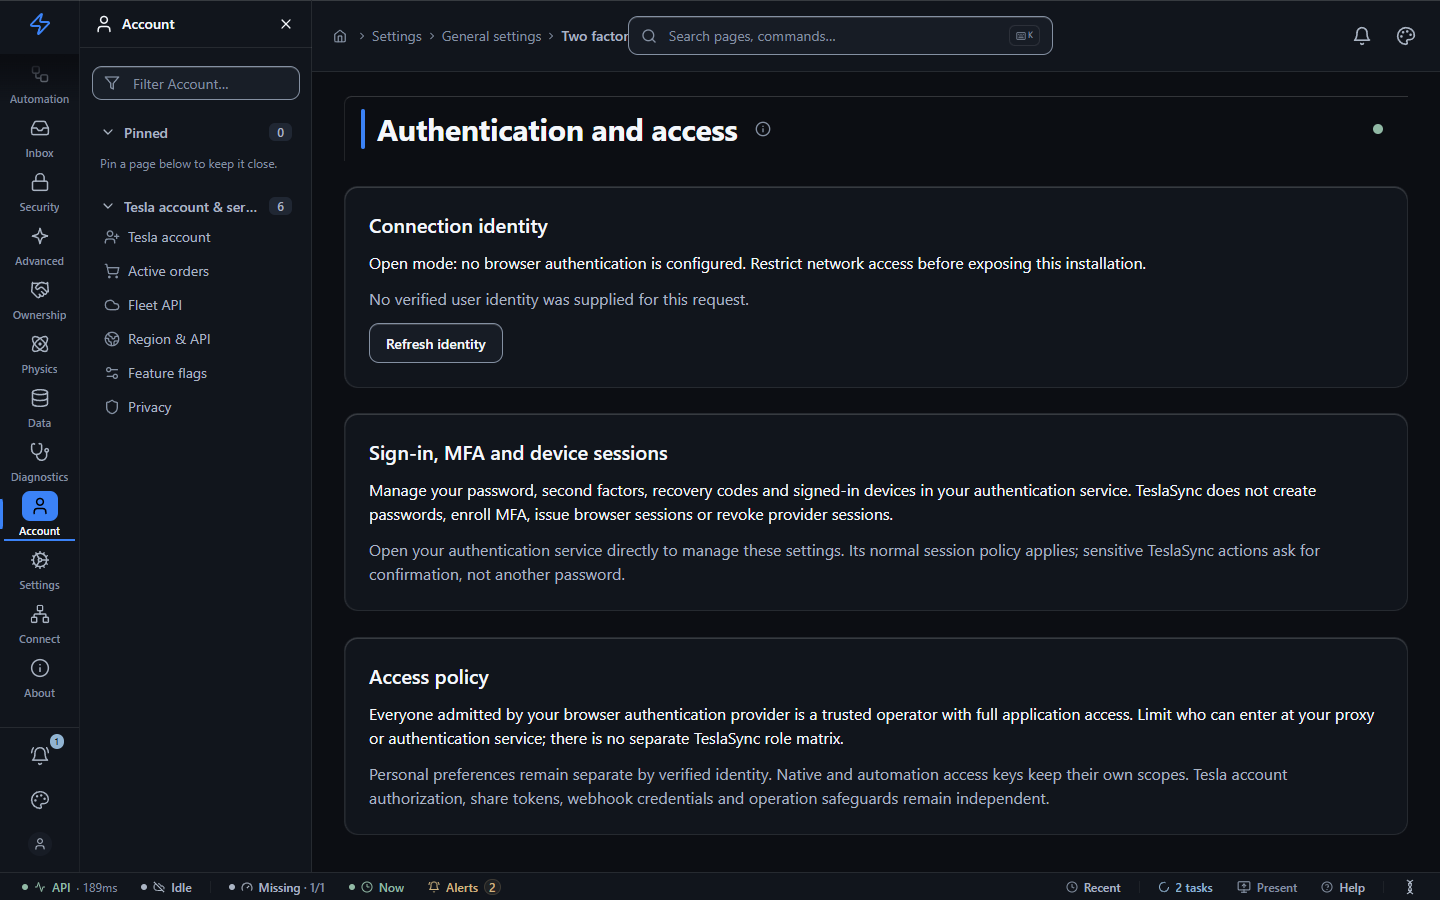 Account
Settings
General settings
Two factor
Search pages, commands...
K
Automation
Inbox
Security
Advanced
Ownership
Physics
Data
Diagnostics
Account
Settings
Connect
About
1
Filter Account...
Pinned
0
Pin a page below to keep it close.
Tesla account & ser...
6
Tesla account
Active orders
Fleet API
Region & API
Feature flags
Privacy
Authentication and access
Connection identity
Open mode: no browser authentication is configured. Restrict network access before exposing this installation.
No verified user identity was supplied for this request.
Refresh identity
Sign-in, MFA and device sessions
Manage your password, second factors, recovery codes and signed-in devices in your authentication service. TeslaSync does not create
passwords, enroll MFA, issue browser sessions or revoke provider sessions.
Open your authentication service directly to manage these settings. Its normal session policy applies; sensitive TeslaSync actions ask for
confirmation, not another password.
Access policy
Everyone admitted by your browser authentication provider is a trusted operator with full application access. Limit who can enter at your proxy
or authentication service; there is no separate TeslaSync role matrix.
Personal preferences remain separate by verified identity. Native and automation access keys keep their own scopes. Tesla account
authorization, share tokens, webhook credentials and operation safeguards remain independent.
API · 189ms
Idle
Missing · 1/1
Now
Alerts 2
Recent
2 tasks
Present
Help